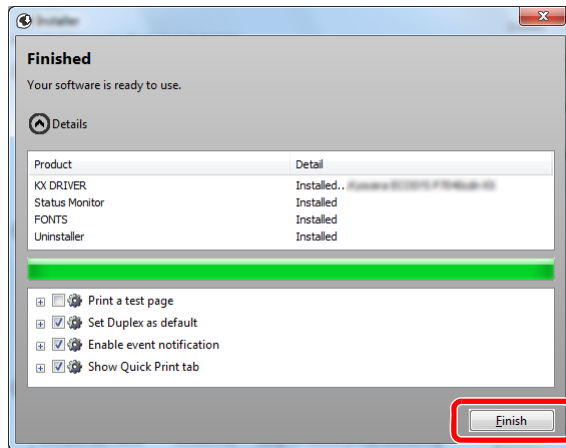 Finished
Your software is ready to use.
Details
Product Detail
KX DRIVER Installed..
Status Monitor Installed
FONTS Installed
Uninstaller Installed
Print a test page
Set Duplex as default
Enable event notification
Show Quick Print tab
Finish